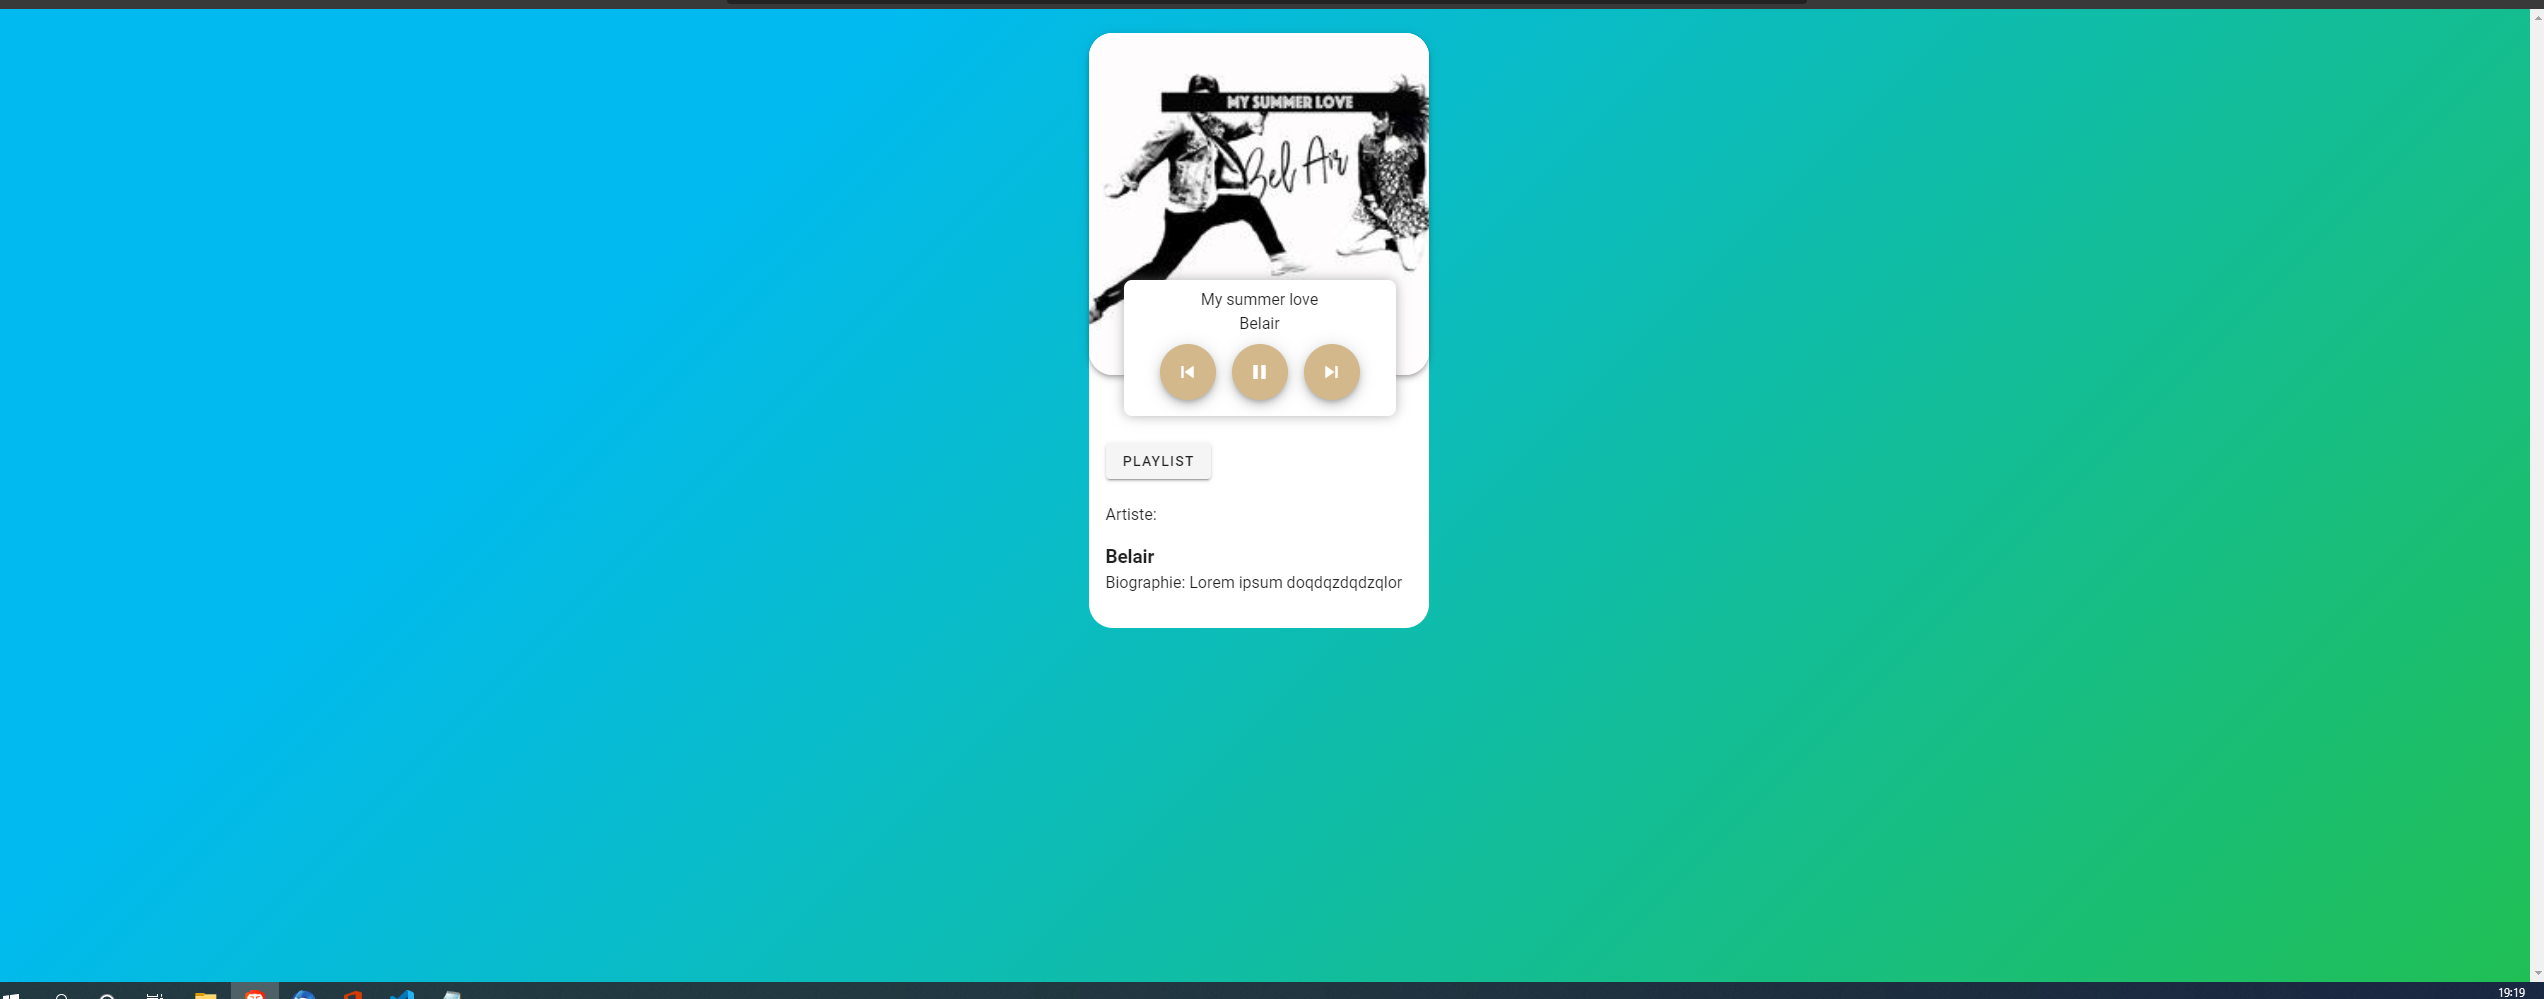 MY SUMMER LOVE
Bel Air
My summer love
Belair
PLAYLIST
Artiste:
Belair
Biographie: Lorem ipsum doqdqzdqdzqlor
19:19